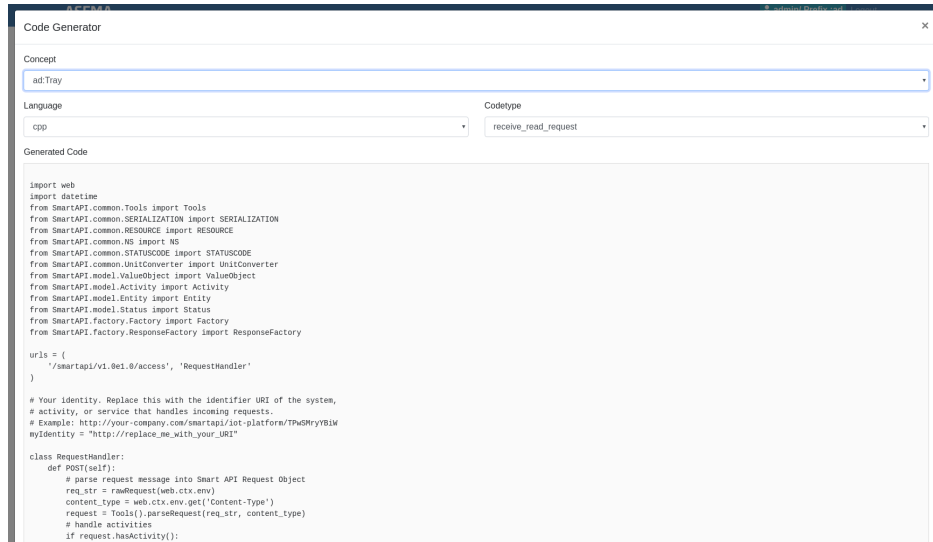 ASEMA
admin/ Prefix :ad
Code Generator
×
Concept
ad:Tray
Language
Codetype
cpp
receive_read_request
Generated Code
import web
import datetime
from SmartAPI.common.Tools import Tools
from SmartAPI.common.SERIALIZATION import SERIALIZATION
from SmartAPI.common.RESOURCE import RESOURCE
from SmartAPI.common.NS import NS
from SmartAPI.common.STATUSCODE import STATUSCODE
from SmartAPI.common.UnitConverter import UnitConverter
from SmartAPI.model.ValueObject import ValueObject
from SmartAPI.model.Activity import Activity
from SmartAPI.model.Entity import Entity
from SmartAPI.model.Status import Status
from SmartAPI.factory.Factory import Factory
from SmartAPI.factory.ResponseFactory import ResponseFactory
urls = (
    '/smartapi/v1.0e1.0/access', 'RequestHandler'
)
# Your identity. Replace this with the identifier URI of the system,
# activity, or service that handles incoming requests.
# Example: http://your-company.com/smartapi/iot-platform/TPwSMryYBiW
myIdentity = "http://replace_me_with_your_URI"
class RequestHandler:
    def POST(self):
        # parse request message into Smart API Request Object
        req_str = rawRequest(web.ctx.env)
        content_type = web.ctx.env.get('Content-Type')
        request = Tools().parseRequest(req_str, content_type)
        # handle activities
        if request.hasActivity():